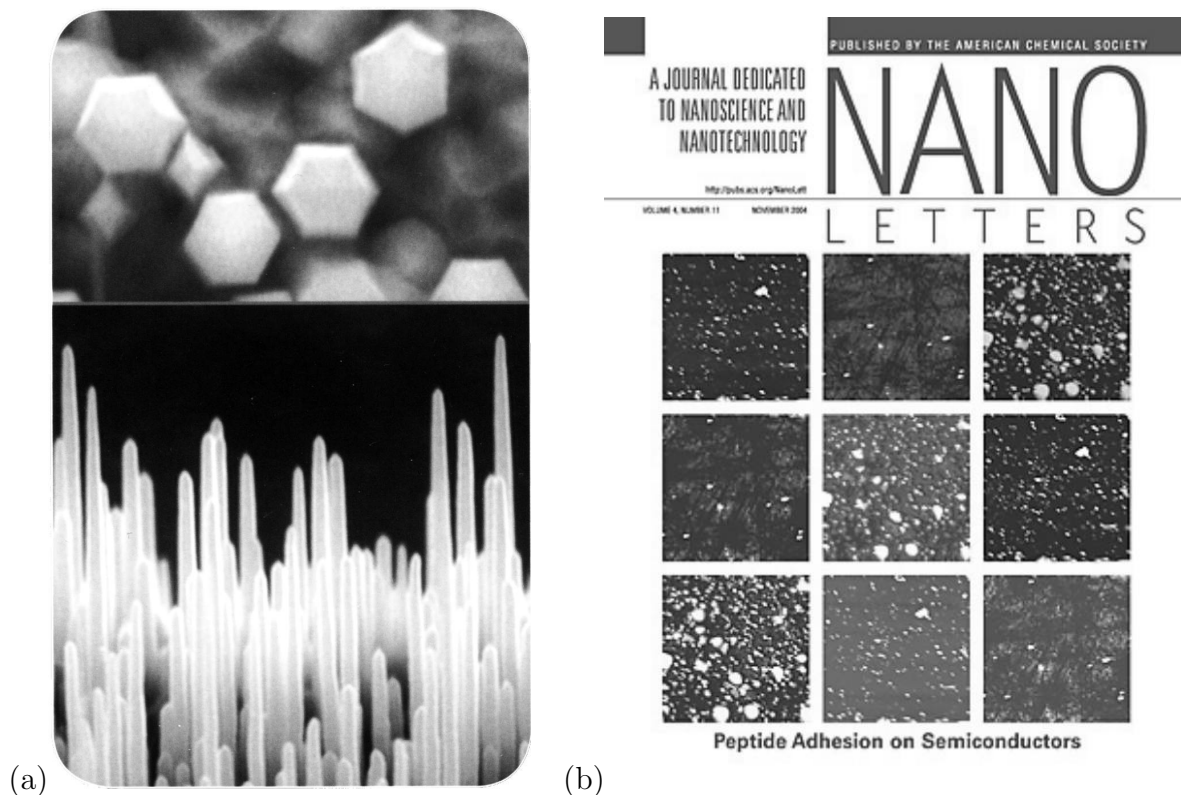 PUBLISHED BY THE AMERICAN CHEMICAL SOCIETY
A JOURNAL DEDICATED
TO NANOSCIENCE AND
NANOTECHNOLOGY
NANO
http://pubs.acs.org/NanoLett
VOLUME 4, NUMBER 11
NOVEMBER 2004
LETTERS
Peptide Adhesion on Semiconductors
(a)
(b)